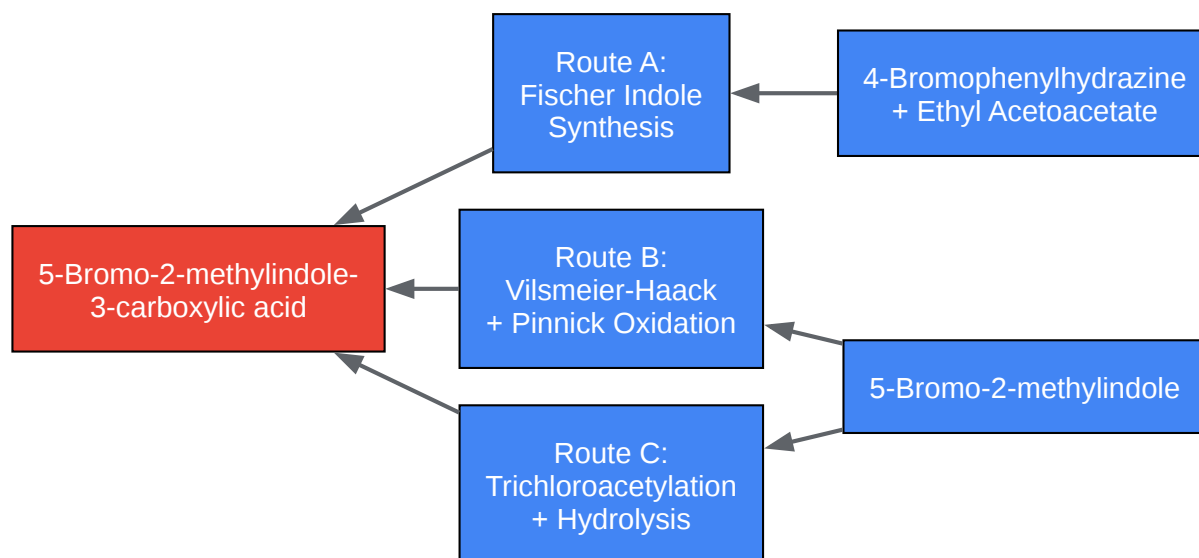 Route A:
Fischer Indole
Synthesis
4-Bromophenylhydrazine
+ Ethyl Acetoacetate
5-Bromo-2-methylindole-
3-carboxylic acid
Route B:
Vilsmeier-Haack
+ Pinnick Oxidation
5-Bromo-2-methylindole
Route C:
Trichloroacetylation
+ Hydrolysis